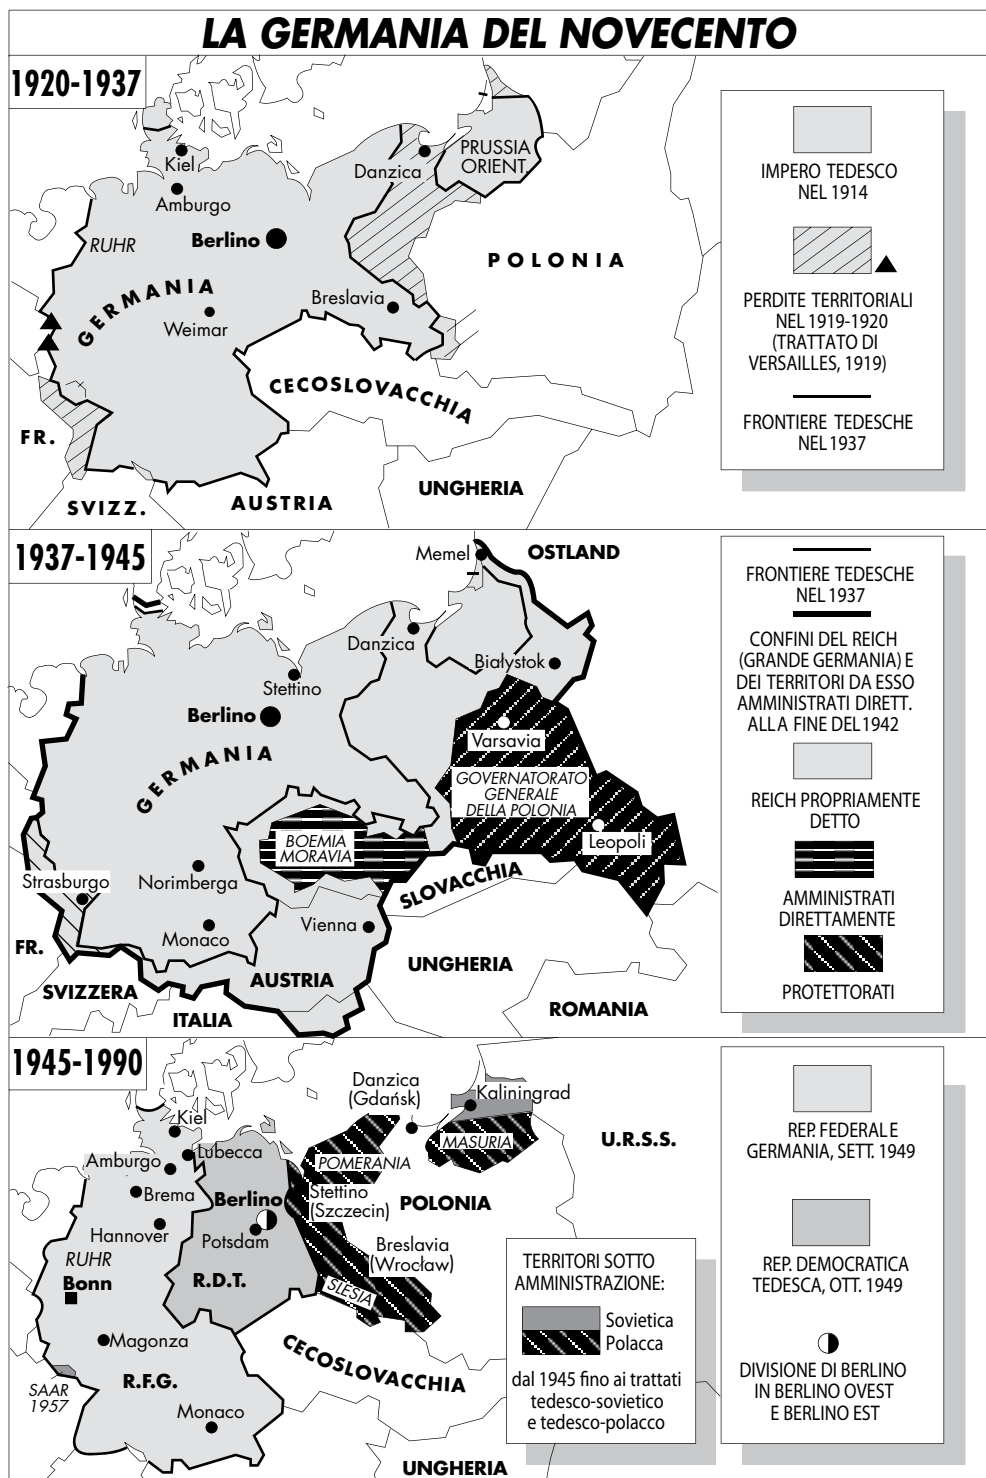 LA GERMANIA DEL NOVECENTO
1920-1937
Kiel
Amburgo
RUHR
Berlino
Danzica
PRUSSIA
ORIENT.
POLONIA
GERMANIA
Weimar
Breslavia
CECOSLOVACCHIA
FR.
SVIZZ.
AUSTRIA
UNGHERIA
IMPERO TEDESCO
NEL 1914
PERDITE TERRITORIALI
NEL 1919-1920
(TRATTATO DI
VERSAILLES, 1919)
FRONTIERE TEDESCHE
NEL 1937
1937-1945
Memel
OSTLAND
Danzica
Białystok
Stettino
Berlino
Varsavia
GERMANIA
GOVERNATORATO
GENERALE
DELLA POLONIA
BOEMIA
MORAVIA
Leopoli
Strasburgo
Norimberga
SLOVACCHIA
Vienna
Monaco
FR.
SVIZZERA
AUSTRIA
UNGHERIA
ITALIA
ROMANIA
FRONTIERE TEDESCHE
NEL 1937
CONFINI DEL REICH
(GRANDE GERMANIA) E
DEI TERRITORI DA ESSO
AMMINISTRATI DIRETT.
ALLA FINE DEL 1942
REICH PROPRIAMENTE
DETTO
AMMINISTRATI
DIRETTAMENTE
PROTETTORATI
1945-1990
Danzica
(Gdańsk)
Kaliningrad
Kiel
Lubecca
MASURIA
U.R.S.S.
Amburgo
POMERANIA
Brema
Berlino
Stettino
(Szczecin)
POLONIA
Hannover
Potsdam
RUHR
Bonn
R.D.T.
Breslavia
(Wrocław)
SLESIA
Magonza
CECOSLOVACCHIA
R.F.G.
SAAR
1957
Monaco
UNGHERIA
TERRITORI SOTTO
AMMINISTRAZIONE:
Sovietica
Polacca
dal 1945 fino ai trattati
tedesco-sovietico
e tedesco-polacco
REP. FEDERALE
GERMANIA, SETT. 1949
REP. DEMOCRATICA
TEDESCA, OTT. 1949
DIVISIONE DI BERLINO
IN BERLINO OVEST
E BERLINO EST